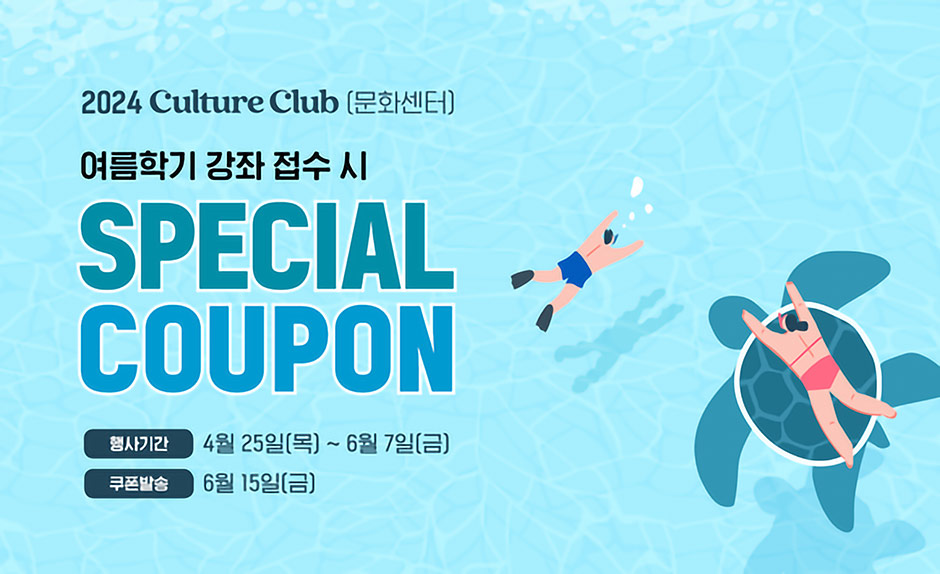 2024 Culture Club (문화센터)
여름학기 강좌 접수 시
SPECIAL
COUPON
행사기간 4월 25일(목) ~ 6월 7일(금)
쿠폰발송 6월 15일(금)